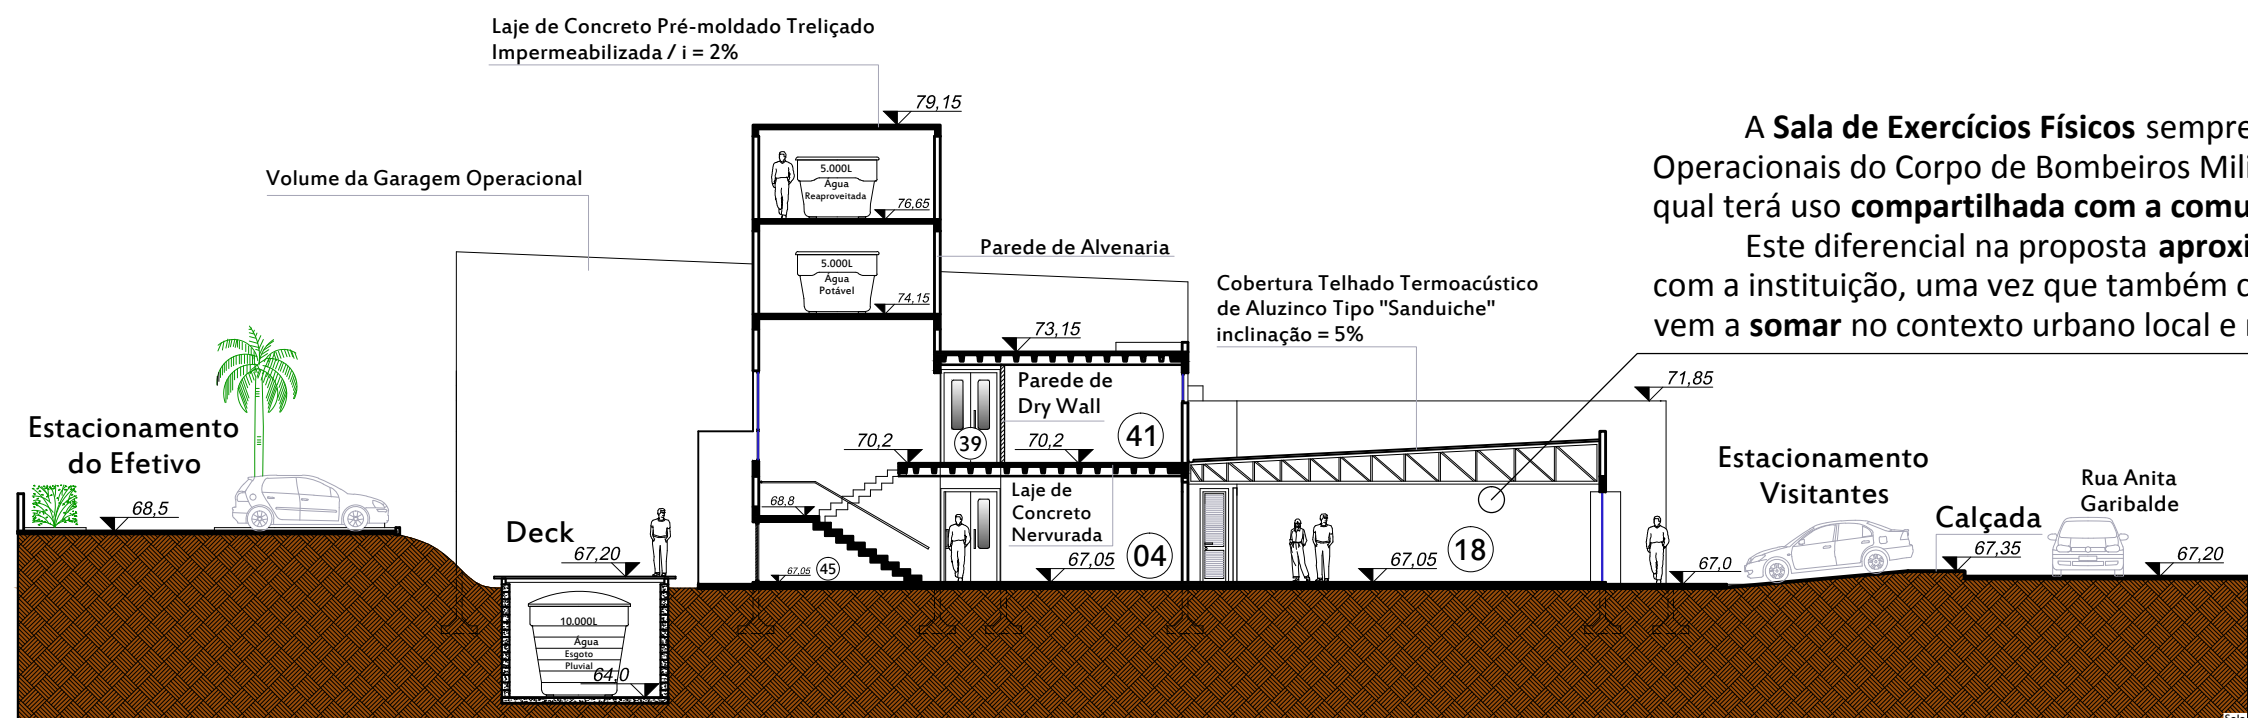 Laje de Concreto Pré-moldado Treliçado
Impermeabilizada / i = 2%
79,15
A Sala de Exercícios Físicos sempre
Operacionais do Corpo de Bombeiros Mili
qual terá uso compartilhada com a comu
Este diferencial na proposta aproxi
com a instituição, uma vez que também
vem a somar no contexto urbano local e
Volume da Garagem Operacional
5.000L
Água
Reaproveitada
76,65
Parede de Alvenaria
5.000L
Água
Potável
74,15
Cobertura Telhado Termoacústico
de Aluzinco Tipo "Sanduiche"
inclinação = 5%
73,15
Parede de
Dry Wall
71,85
Estacionamento
do Efetivo
68,5
70,2
39
70,2
41
Estacionamento
Visitantes
Rua Anita
Garibalde
Calçada
Deck
67,20
68,8
Laje de
Concreto
Nervurada
67,05
45
67,05
04
67,05
18
67,0
67,35
67,20
10.000L
Água
Esgoto
Pluvial
64,0